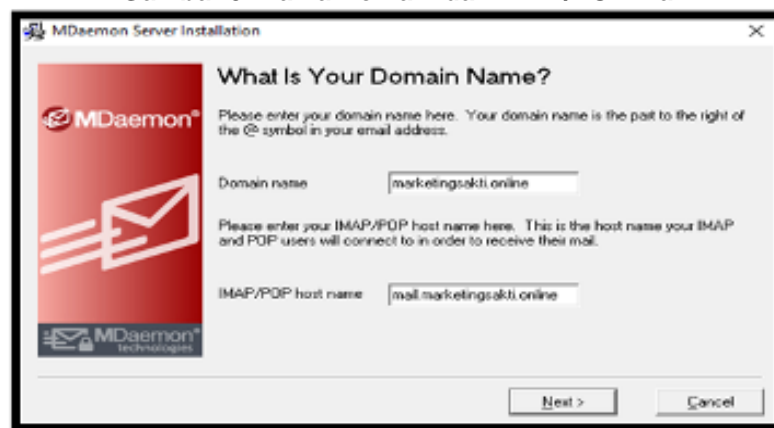 MDaemon Server Installation
What Is Your Domain Name?
MDaemon®
Please enter your domain name here. Your domain name is the part to the right of
the @ symbol in your email address.
Domain name
marketingsakti.online
Please enter your IMAP/POP host name here. This is the host name your IMAP
and POP users will connect to in order to receive their mail.
IMAP/POP host name
mail.marketingsakti.online
MDaemon®
technologies
Next >
Cancel